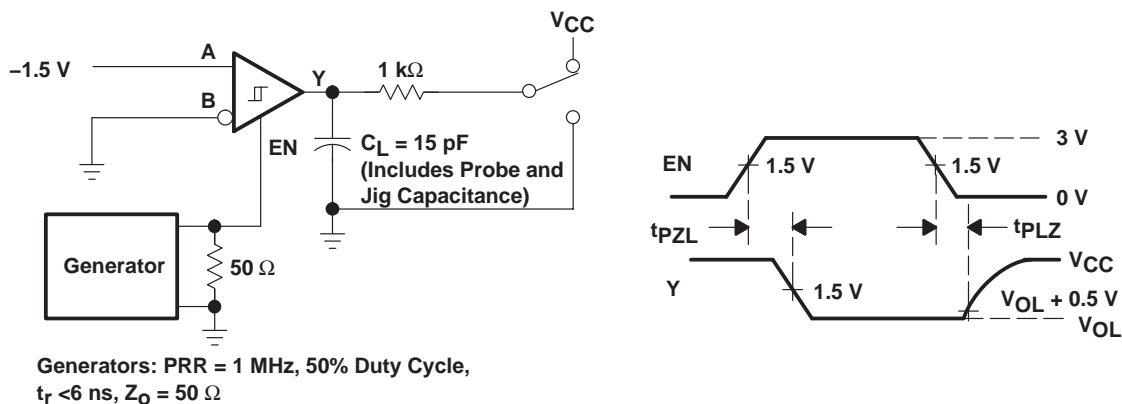 VCC
A
–1.5 V
Y
1 kΩ
B
EN
CL = 15 pF
(Includes Probe and
Jig Capacitance)
Generator
50 Ω
Generators: PRR = 1 MHz, 50% Duty Cycle,
tr <6 ns, Zo = 50 Ω
3 V
EN
1.5 V
1.5 V
0 V
tPZL
tPLZ
VCC
Y
1.5 V
VOL + 0.5 V
VOL